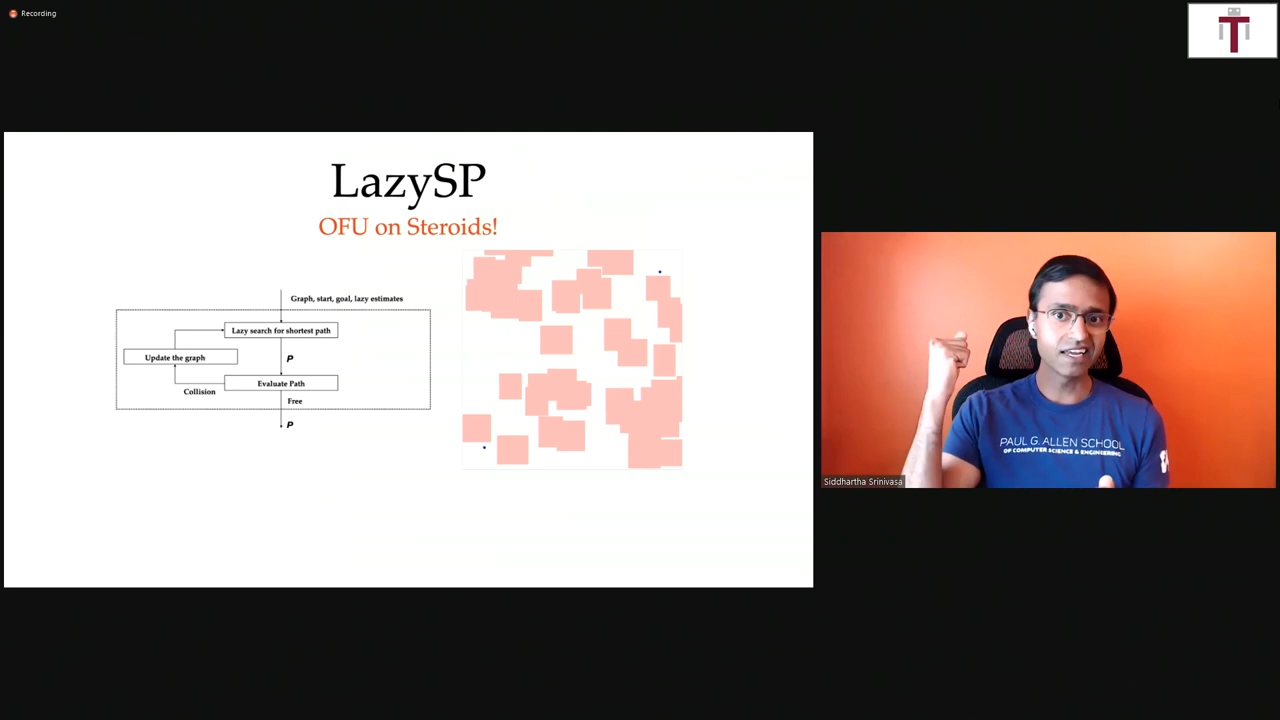 Recording
T
LazySP
OFU on Steroids!
Graph, start, goal, lazy estimates
Lazy search for shortest path
Update the graph
P
Evaluate Path
Collision
Free
P
PAUL G. ALLEN SCHOOL
OF COMPUTER SCIENCE & ENGINEERING
Siddhartha Srinivasa